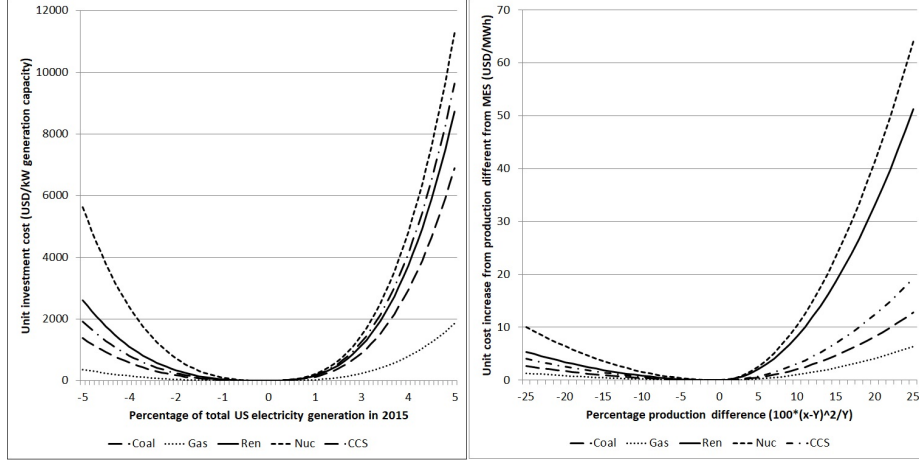 Unit investment cost (USD/kW generation capacity)
12000
10000
8000
6000
4000
2000
0
-5 -4 -2 -1 0 1 2 3 4 5
Percentage of total US electricity generation in 2015
Coal Gas Ren Nuc CCS
Unit cost increase from production different from MES (USD/MWh)
70
60
50
40
30
20
10
0
-25 -20 -15 -10 -5 0 5 10 15 20 25
Percentage production difference (100*(x-Y)^2/Y)
Coal Gas Ren Nuc CCS